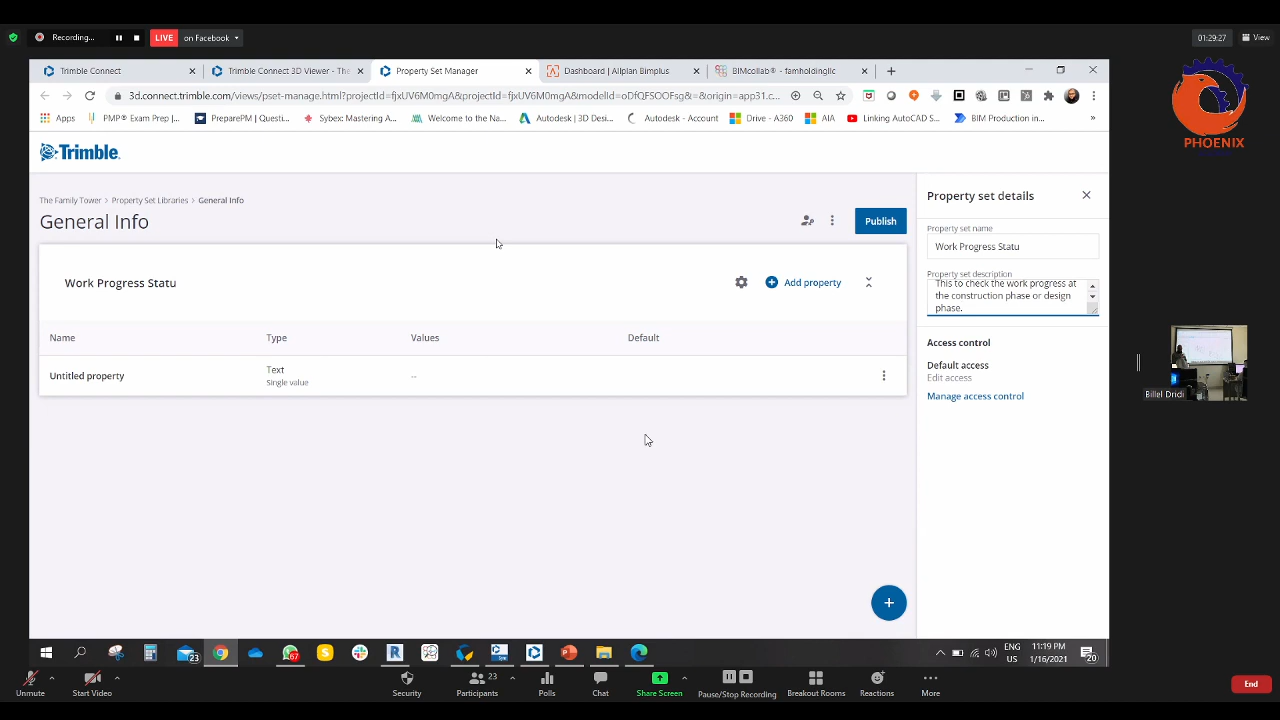 Recording...
LIVE
on Facebook
01:29:27
View
Trimble Connect
Trimble Connect 3D Viewer - The...
Property Set Manager
Dashboard | Allplan Bimplus
BIMcollab® - famholdingllc
3d.connect.trimble.com/views/pset-manage.html?projectId=fjxUV6M0mgA&projectId=fjxUV6M0mgA&modelId=oDfQFSOOFsg&=&origin=app31.c...
Apps
PMP® Exam Prep |...
PreparePM | Questi...
Sybex: Mastering A...
Welcome to the Na...
Autodesk | 3D Desi...
Autodesk - Account
Drive - A360
AIA
Linking AutoCAD S...
BIM Production in...
»
PHOENIX
Trimble.
The Family Tower > Property Set Libraries > General Info
General Info
Publish
Work Progress Statu
Add property
Name Type Values Default
Untitled property
Text
Single value
--
Property set details
Property set name
Work Progress Statu
Property set description
This to check the work progress at
the construction phase or design
phase.
Access control
Default access
Edit access
Manage access control
Billel Dridi
23
67
ENG
US
11:19 PM
1/16/2021
20
Unmute
Start Video
Security
Participants
23
Polls
Chat
Share Screen
Pause/Stop Recording
Breakout Rooms
Reactions
More
End